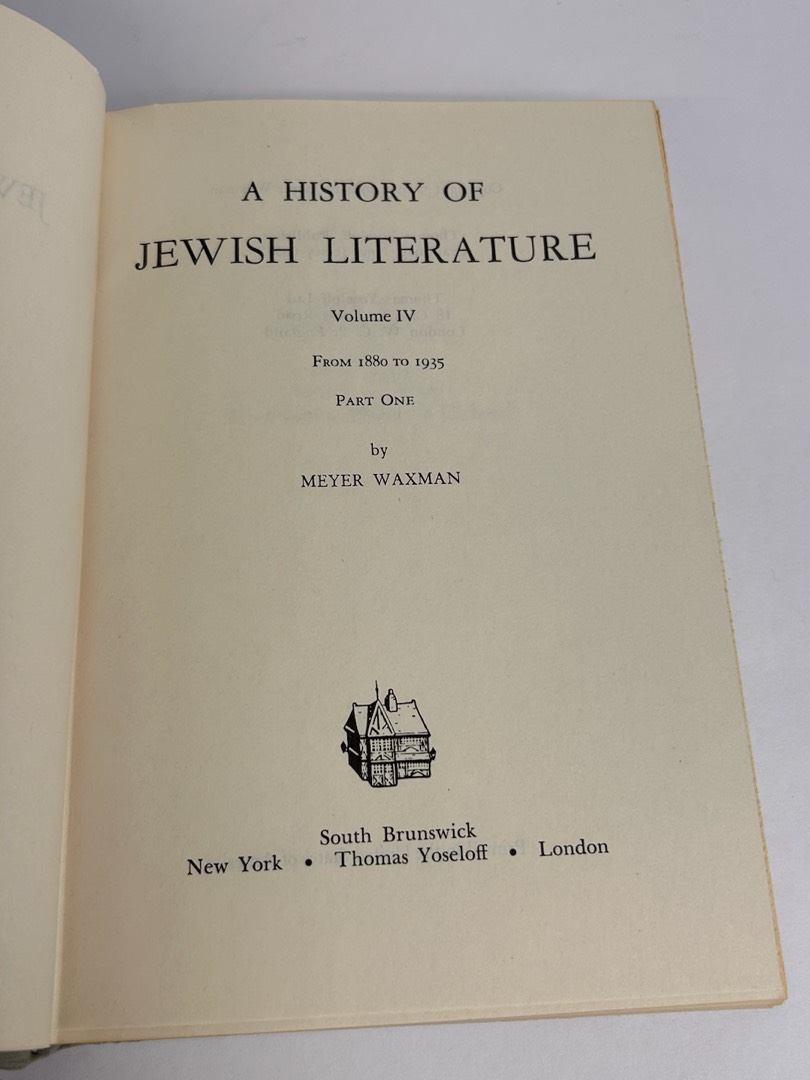 A HISTORY OF
JEWISH LITERATURE
Volume IV
FROM 1880 TO 1935
PART ONE
by
MEYER WAXMAN
South Brunswick
New York • Thomas Yoseloff • London